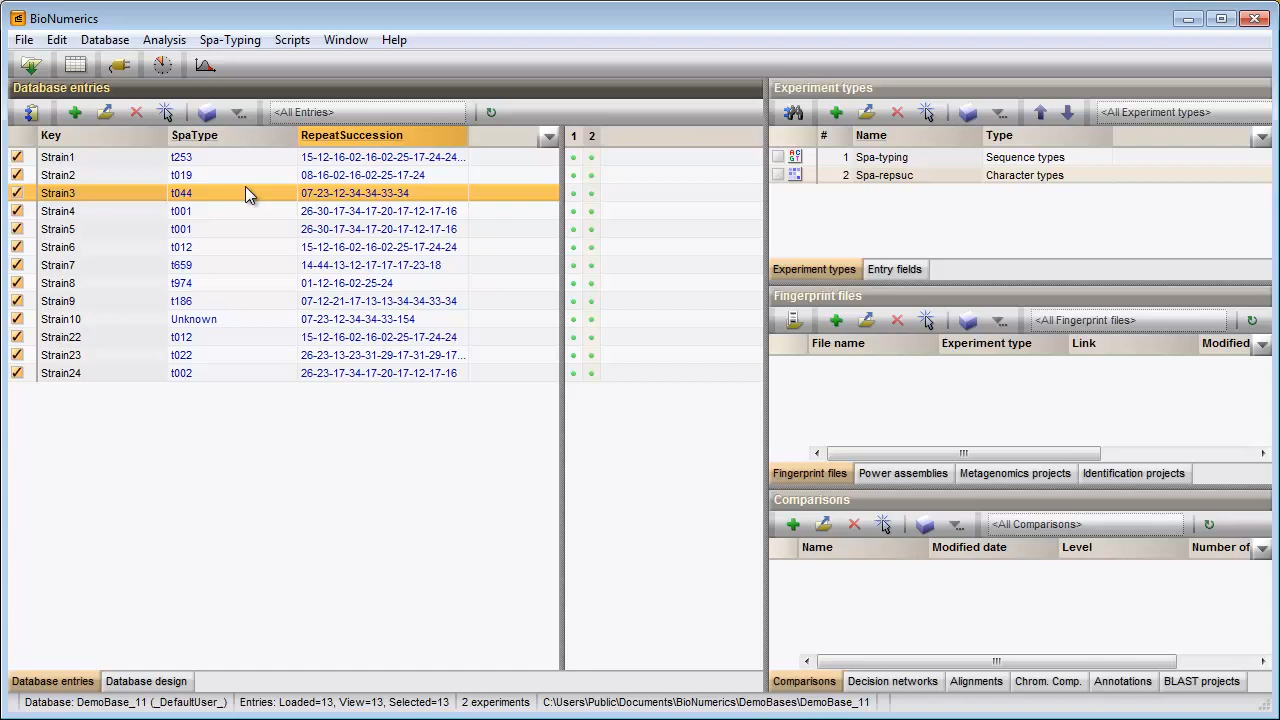 BioNumerics
File Edit Database Analysis Spa-Typing Scripts Window Help
Database entries
<All Entries>
Key SpaType RepeatSuccession 1 2
Strain1 t253 15-12-16-02-16-02-25-17-24-24...
Strain2 t019 08-16-02-16-02-25-17-24
Strain3 t044 07-23-12-34-34-33-34
Strain4 t001 26-30-17-34-17-20-17-12-17-16
Strain5 t001 26-30-17-34-17-20-17-12-17-16
Strain6 t012 15-12-16-02-16-02-25-17-24-24
Strain7 t659 14-44-13-12-17-17-17-23-18
Strain8 t974 01-12-16-02-25-24
Strain9 t186 07-12-21-17-13-13-34-34-33-34
Strain10 Unknown 07-23-12-34-34-33-154
Strain22 t012 15-12-16-02-16-02-25-17-24-24
Strain23 t022 26-23-13-23-31-29-17-31-29-17...
Strain24 t002 26-23-17-34-17-20-17-12-17-16
Database entries Database design
Experiment types
<All Experiment types>
# Name Type
1 Spa-typing Sequence types
2 Spa-repsuc Character types
Experiment types Entry fields
Fingerprint files
<All Fingerprint files>
File name Experiment type Link Modified
Fingerprint files Power assemblies Metagenomics projects Identification projects
Comparisons
<All Comparisons>
Name Modified date Level Number of
Comparisons Decision networks Alignments Chrom. Comp. Annotations BLAST projects
Database: DemoBase_11 (_DefaultUser_) Entries: Loaded=13, View=13, Selected=13 2 experiments C:\Users\Public\Documents\BioNumerics\DemoBases\DemoBase_11